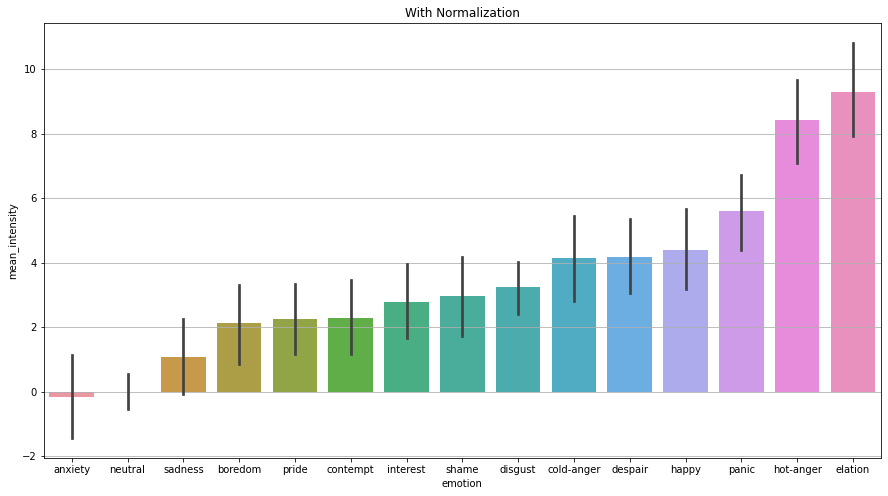 With Normalization
mean_intensity
10
8
6
4
2
0
−2
anxiety neutral sadness boredom pride contempt interest shame disgust cold-anger despair happy panic hot-anger elation
emotion